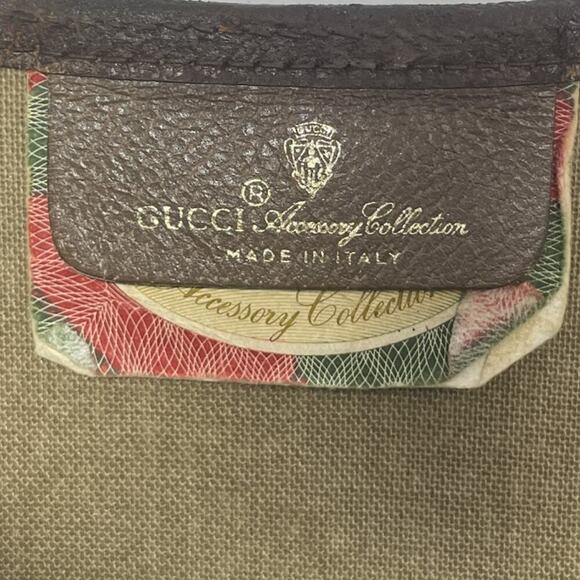 GUCCI
® 
GUCCI Accessory Collection
MADE IN ITALY
Accessory Collection